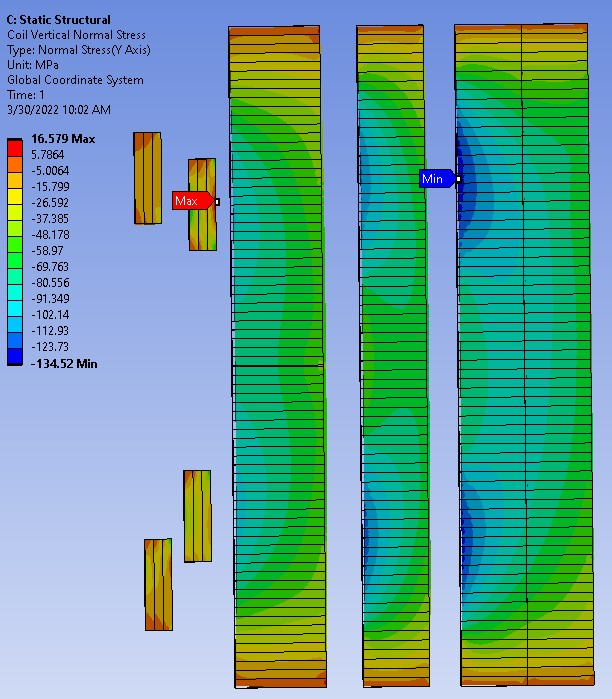 C: Static Structural
Coil Vertical Normal Stress
Type: Normal Stress(Y Axis)
Unit: MPa
Global Coordinate System
Time: 1
3/30/2022 10:02 AM
16.579 Max
5.7864
-5.0064
-15.799
-26.592
-37.385
-48.178
-58.97
-69.763
-80.556
-91.349
-102.14
-112.93
-123.73
-134.52 Min
Max
Min